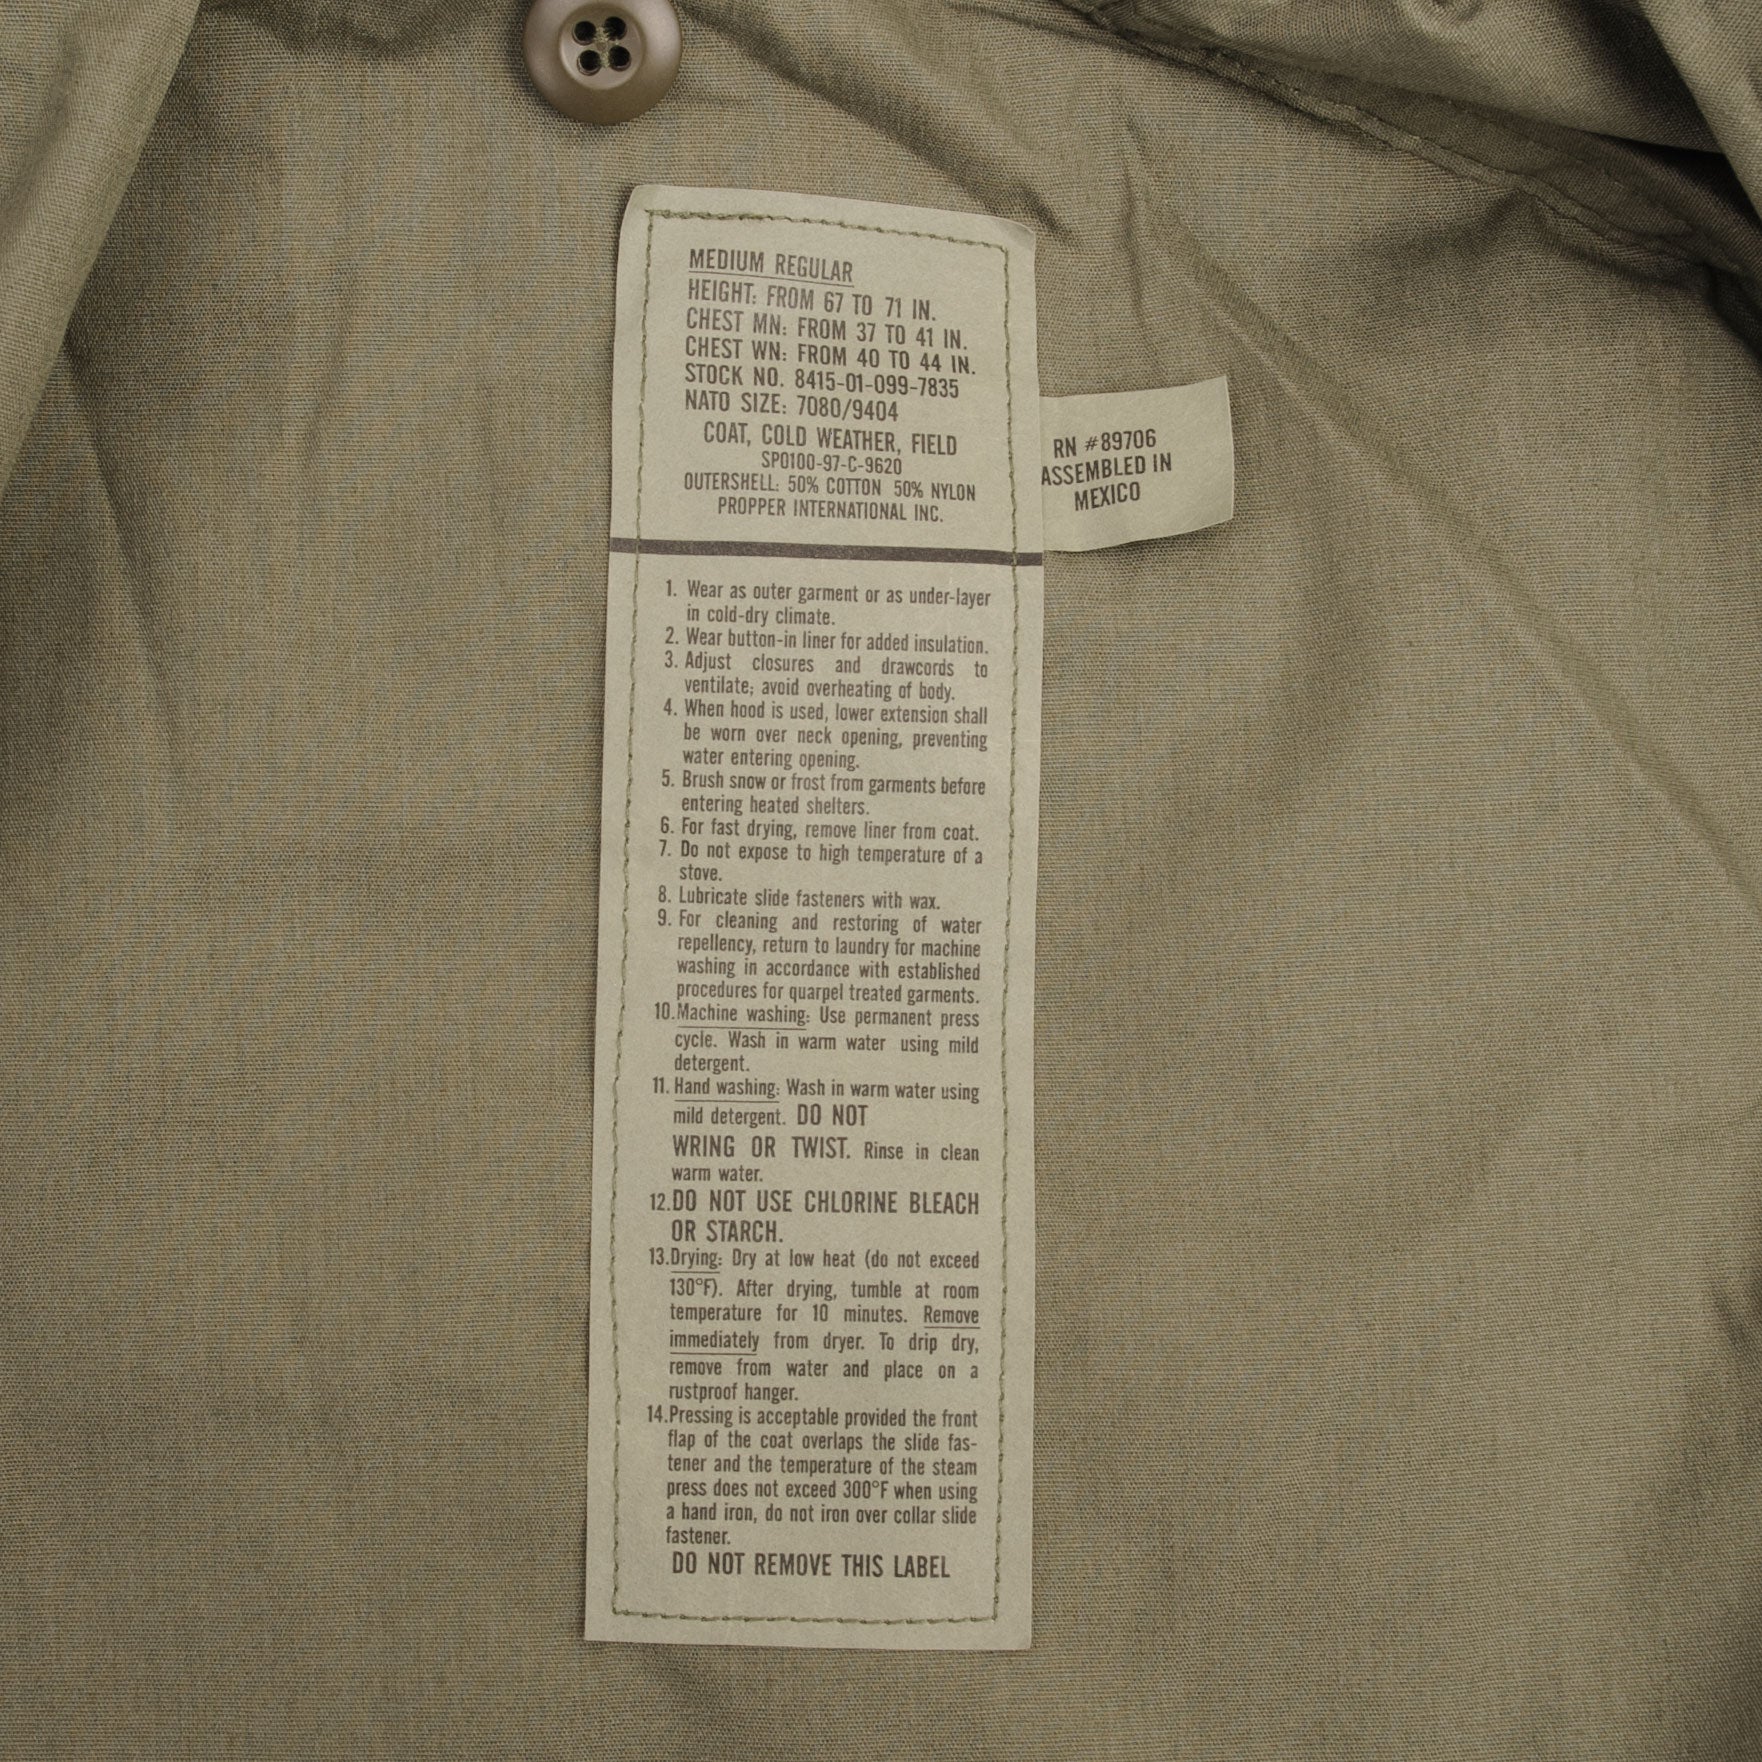 MEDIUM REGULAR
HEIGHT: FROM 67 TO 71 IN.
CHEST MN: FROM 37 TO 41 IN.
CHEST WN: FROM 40 TO 44 IN.
STOCK NO. 8415-01-099-7835
NATO SIZE: 7080/9404
COAT, COLD WEATHER, FIELD
SPO100-97-C-9620
OUTERSHELL: 50% COTTON 50% NYLON
PROPPER INTERNATIONAL INC.
RN #89706
ASSEMBLED IN
MEXICO
1. Wear as outer garment or as under-layer
in cold-dry climate.
2. Wear button-in liner for added insulation.
3. Adjust closures and drawcords to
ventilate; avoid overheating of body.
4. When hood is used, lower extension shall
be worn over neck opening, preventing
water entering opening.
5. Brush snow or frost from garments before
entering heated shelters.
6. For fast drying, remove liner from coat.
7. Do not expose to high temperature of a
stove.
8. Lubricate slide fasteners with wax.
9. For cleaning and restoring of water
repellency, return to laundry for machine
washing in accordance with established
procedures for quarpel treated garments.
10.Machine washing: Use permanent press
cycle. Wash in warm water using mild
detergent.
11. Hand washing: Wash in warm water using
mild detergent. DO NOT
WRING OR TWIST. Rinse in clean
warm water.
12.DO NOT USE CHLORINE BLEACH
OR STARCH.
13.Drying: Dry at low heat (do not exceed
130°F). After drying, tumble at room
temperature for 10 minutes. Remove
immediately from dryer. To drip dry,
remove from water and place on a
rustproof hanger.
14.Pressing is acceptable provided the front
flap of the coat overlaps the slide fas-
tener and the temperature of the steam
press does not exceed 300°F when using
a hand iron, do not iron over collar slide
fastener.
DO NOT REMOVE THIS LABEL